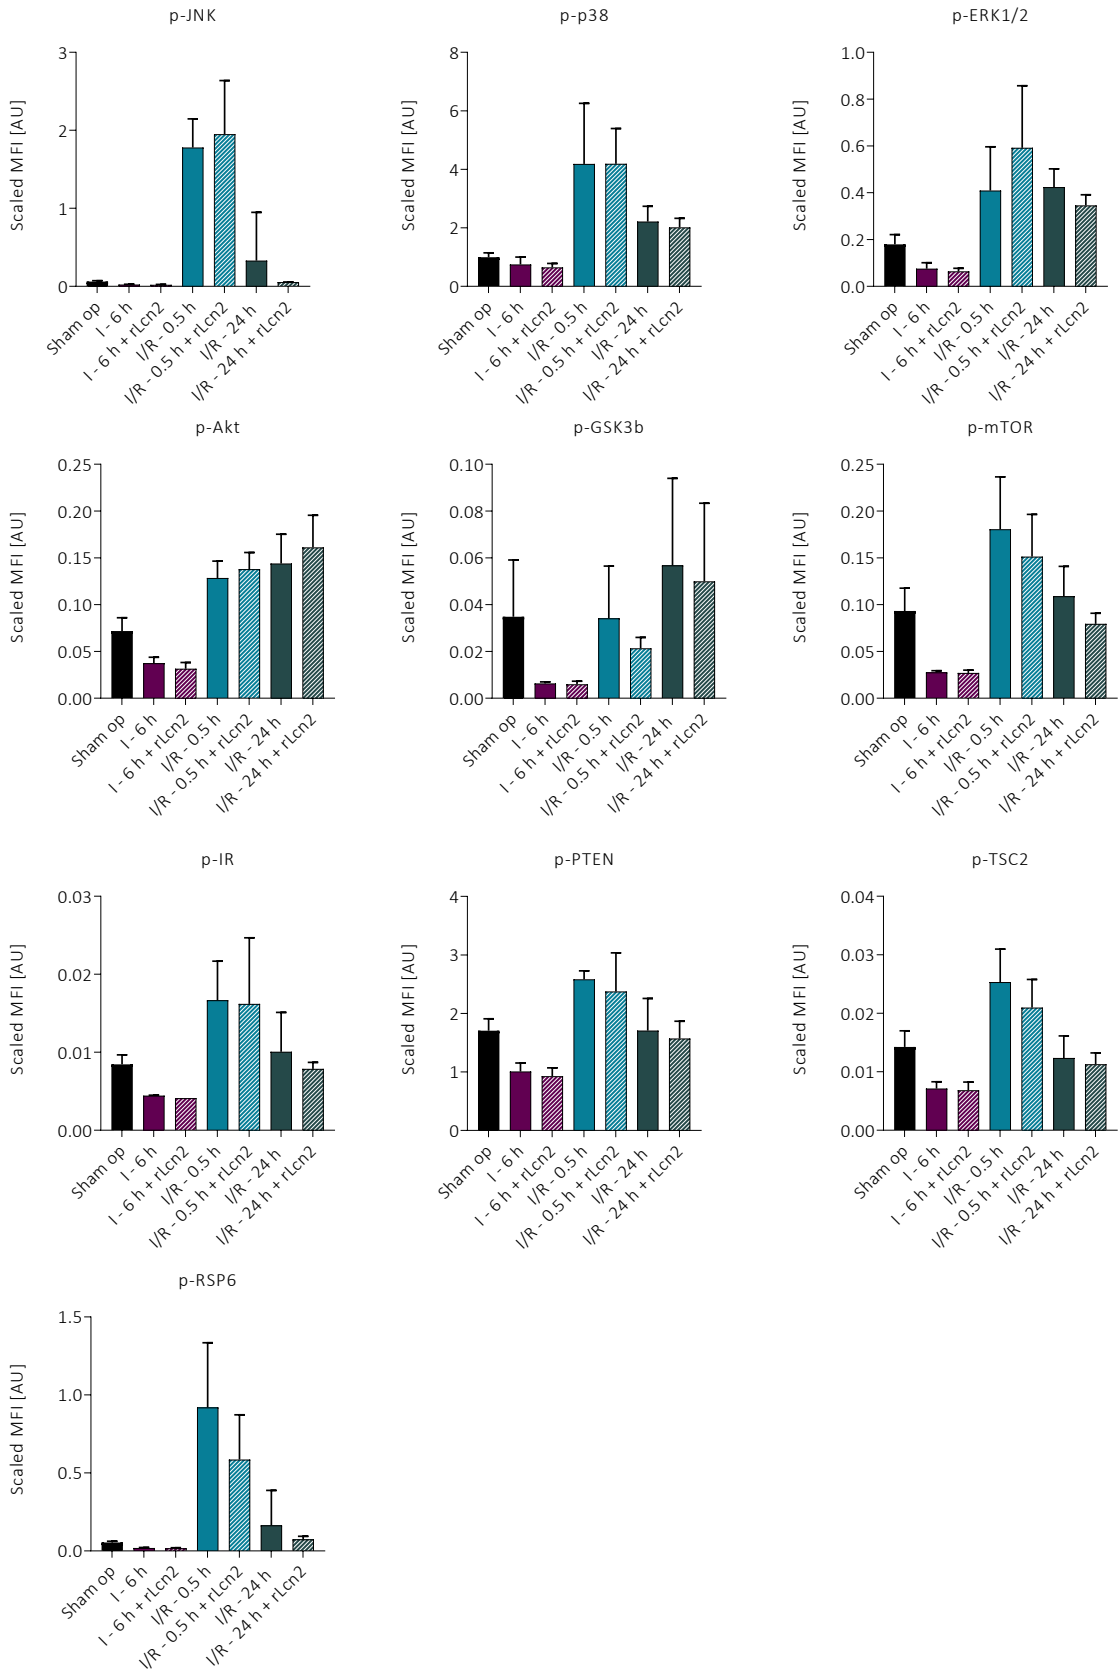 p-JNK
Scaled MFI [AU]
3
2
1
0
Sham op
I - 6 h
I - 6 h + rLcn2
I/R - 0.5 h
I/R - 0.5 h + rLcn2
I/R - 24 h
I/R - 24 h + rLcn2
p-p38
Scaled MFI [AU]
8
6
4
2
0
Sham op
I - 6 h
I - 6 h + rLcn2
I/R - 0.5 h
I/R - 0.5 h + rLcn2
I/R - 24 h
I/R - 24 h + rLcn2
p-ERK1/2
Scaled MFI [AU]
1.0
0.8
0.6
0.4
0.2
0.0
Sham op
I - 6 h
I - 6 h + rLcn2
I/R - 0.5 h
I/R - 0.5 h + rLcn2
I/R - 24 h
I/R - 24 h + rLcn2
p-Akt
Scaled MFI [AU]
0.25
0.20
0.15
0.10
0.05
0.00
Sham op
I - 6 h
I - 6 h + rLcn2
I/R - 0.5 h
I/R - 0.5 h + rLcn2
I/R - 24 h
I/R - 24 h + rLcn2
p-GSK3b
Scaled MFI [AU]
0.10
0.08
0.06
0.04
0.02
0.00
Sham op
I - 6 h
I - 6 h + rLcn2
I/R - 0.5 h
I/R - 0.5 h + rLcn2
I/R - 24 h
I/R - 24 h + rLcn2
p-mTOR
Scaled MFI [AU]
0.25
0.20
0.15
0.10
0.05
0.00
Sham op
I - 6 h
I - 6 h + rLcn2
I/R - 0.5 h
I/R - 0.5 h + rLcn2
I/R - 24 h
I/R - 24 h + rLcn2
p-IR
Scaled MFI [AU]
0.03
0.02
0.01
0.00
Sham op
I - 6 h
I - 6 h + rLcn2
I/R - 0.5 h
I/R - 0.5 h + rLcn2
I/R - 24 h
I/R - 24 h + rLcn2
p-PTEN
Scaled MFI [AU]
4
3
2
1
0
Sham op
I - 6 h
I - 6 h + rLcn2
I/R - 0.5 h
I/R - 0.5 h + rLcn2
I/R - 24 h
I/R - 24 h + rLcn2
p-TSC2
Scaled MFI [AU]
0.04
0.03
0.02
0.01
0.00
Sham op
I - 6 h
I - 6 h + rLcn2
I/R - 0.5 h
I/R - 0.5 h + rLcn2
I/R - 24 h
I/R - 24 h + rLcn2
p-RSP6
Scaled MFI [AU]
1.5
1.0
0.5
0.0
Sham op
I - 6 h
I - 6 h + rLcn2
I/R - 0.5 h
I/R - 0.5 h + rLcn2
I/R - 24 h
I/R - 24 h + rLcn2